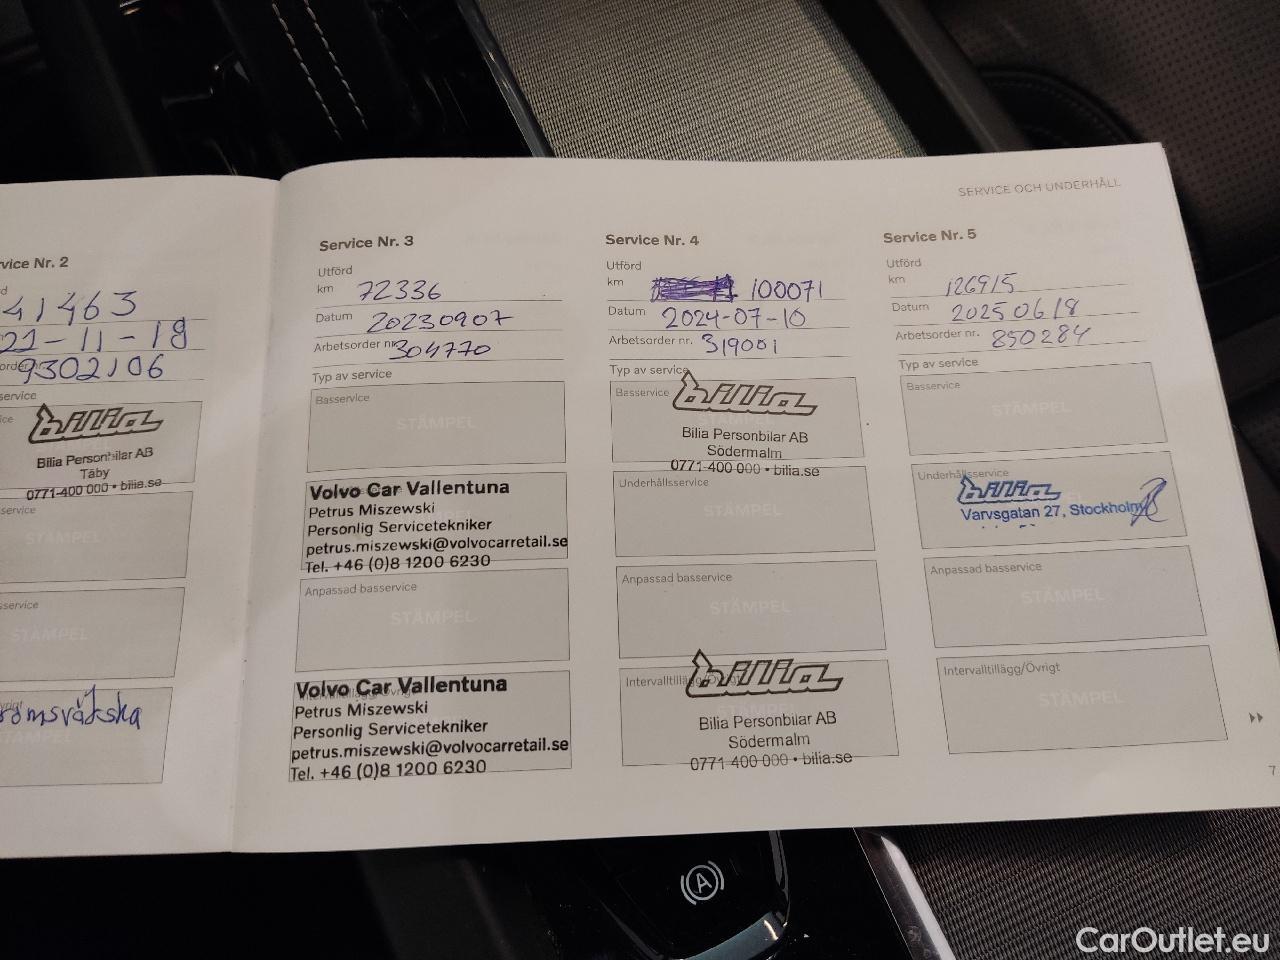 SERVICE OCH UNDERHÅLL
vice Nr. 2
41463
21-11-18
9302106
service
bilia
Bilia Personbilar AB
Täby
0771-400 000 • bilia.se
service
STÄMPEL
sservice
STÄMPEL
romsvätska
Service Nr. 3
Utförd
km 72336
Datum 20230907
Arbetsorder nr. 304770
Typ av service
Basservice
STÄMPEL
Volvo Car Vallentuna
Petrus Miszewski
Personlig Servicetekniker
petrus.miszewski@volvocarretail.se
Tel. +46 (0)8 1200 6230
Anpassad basservice
STÄMPEL
Intervalltillägg/Övrigt
Volvo Car Vallentuna
Petrus Miszewski
Personlig Servicetekniker
petrus.miszewski@volvocarretail.se
Tel. +46 (0)8 1200 6230
Service Nr. 4
Utförd
km 100071
Datum 2024-07-10
Arbetsorder nr. 319001
Typ av service
Basservice
bilia
Bilia Personbilar AB
Södermalm
0771-400 000 • bilia.se
Underhållsservice
STÄMPEL
Anpassad basservice
STÄMPEL
Intervalltillägg/Övrigt
bilia
Bilia Personbilar AB
Södermalm
0771-400 000 • bilia.se
Service Nr. 5
Utförd
km 126915
Datum 20250618
Arbetsorder nr. 850284
Typ av service
Basservice
STÄMPEL
Underhållsservice
bilia
Varvsgatan 27, Stockholm
Anpassad basservice
STÄMPEL
Intervalltillägg/Övrigt
STÄMPEL
7
A
CarOutlet.eu